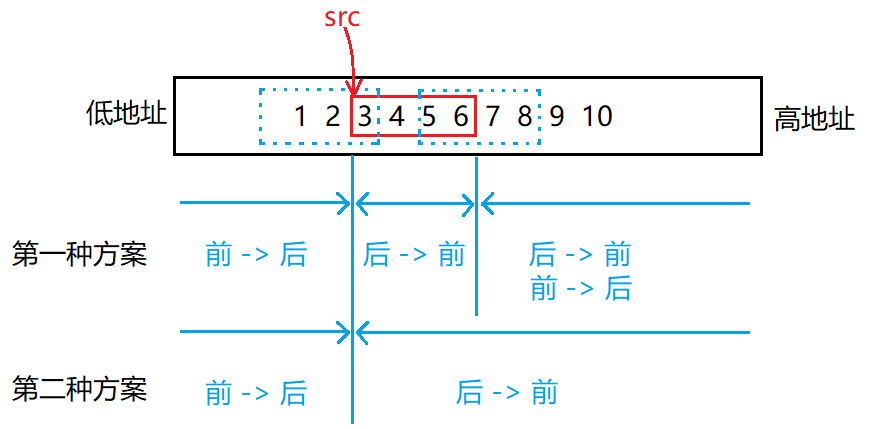 src
低地址 1 2 3 4 5 6 7 8 9 10 高地址
第一种方案 前 -> 后 后 -> 前 后 -> 前
前 -> 后
第二种方案 前 -> 后 后 -> 前